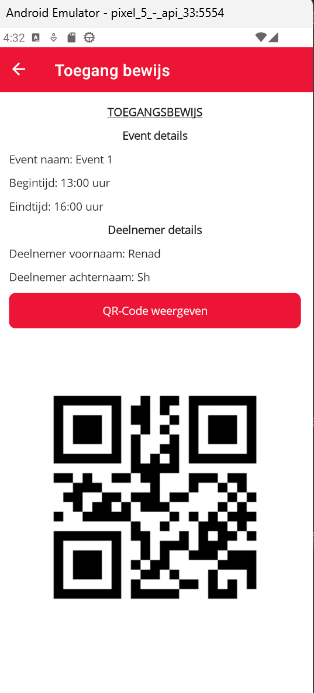 Android Emulator - pixel_5_-_api_33:5554
4:32
Toegang bewijs
TOEGANGSBEWIJS
Event details
Event naam: Event 1
Begintijd: 13:00 uur
Eindtijd: 16:00 uur
Deelnemer details
Deelnemer voornaam: Renad
Deelnemer achternaam: Sh
QR-Code weergeven